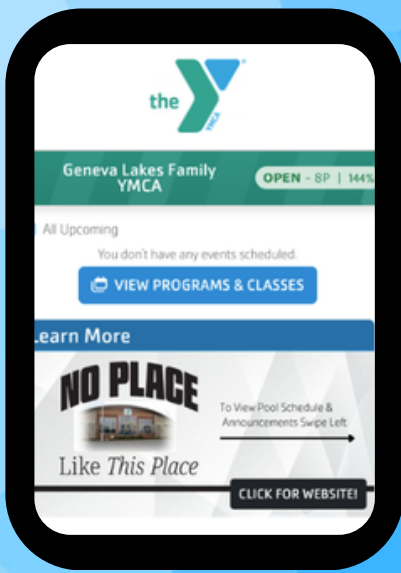 the
YMCA
Geneva Lakes Family
YMCA
OPEN - 8P | 144%
All Upcoming
You don't have any events scheduled.
VIEW PROGRAMS & CLASSES
Learn More
NO PLACE
Like This Place
To View Pool Schedule &
Announcements Swipe Left
CLICK FOR WEBSITE!